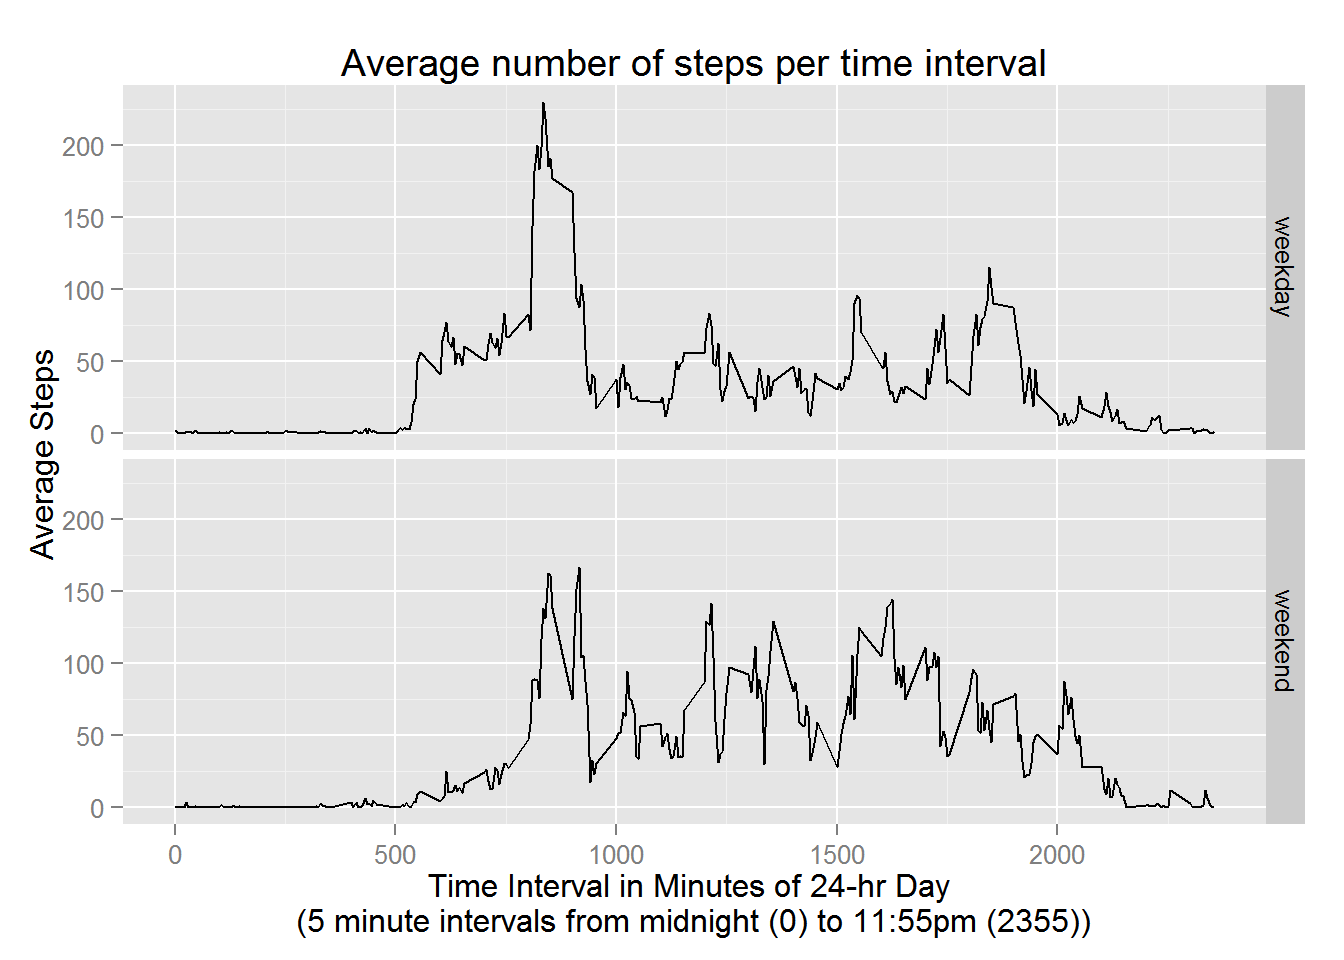 Average number of steps per time interval
200
150
100
50
0
weekday
Average Steps
200
150
100
50
0
weekend
0 500 1000 1500 2000
Time Interval in Minutes of 24-hr Day
(5 minute intervals from midnight (0) to 11:55pm (2355))